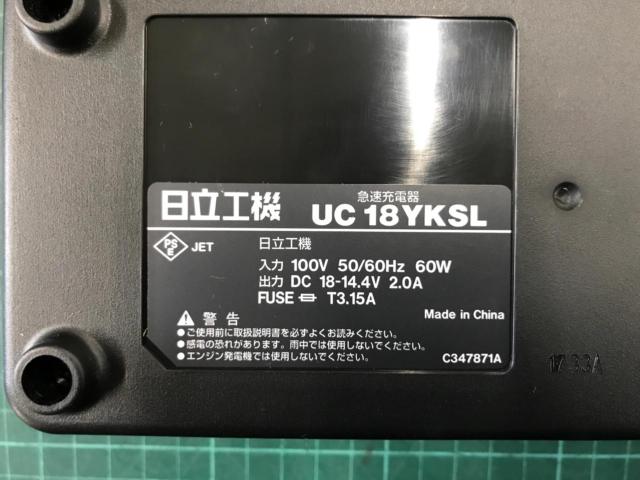 日立工機 急速充電器 UC 18YKSL
PS E JET 日立工機
入力 100V 50/60Hz 60W
出力 DC 18-14.4V 2.0A
FUSE T3.15A
Made in China
警告
●ご使用前に取扱説明書を必ずよくお読みください。
●感電の恐れがあります。雨中では使用しないでください。
●エンジン発電機では使用しないでください。
C347871A